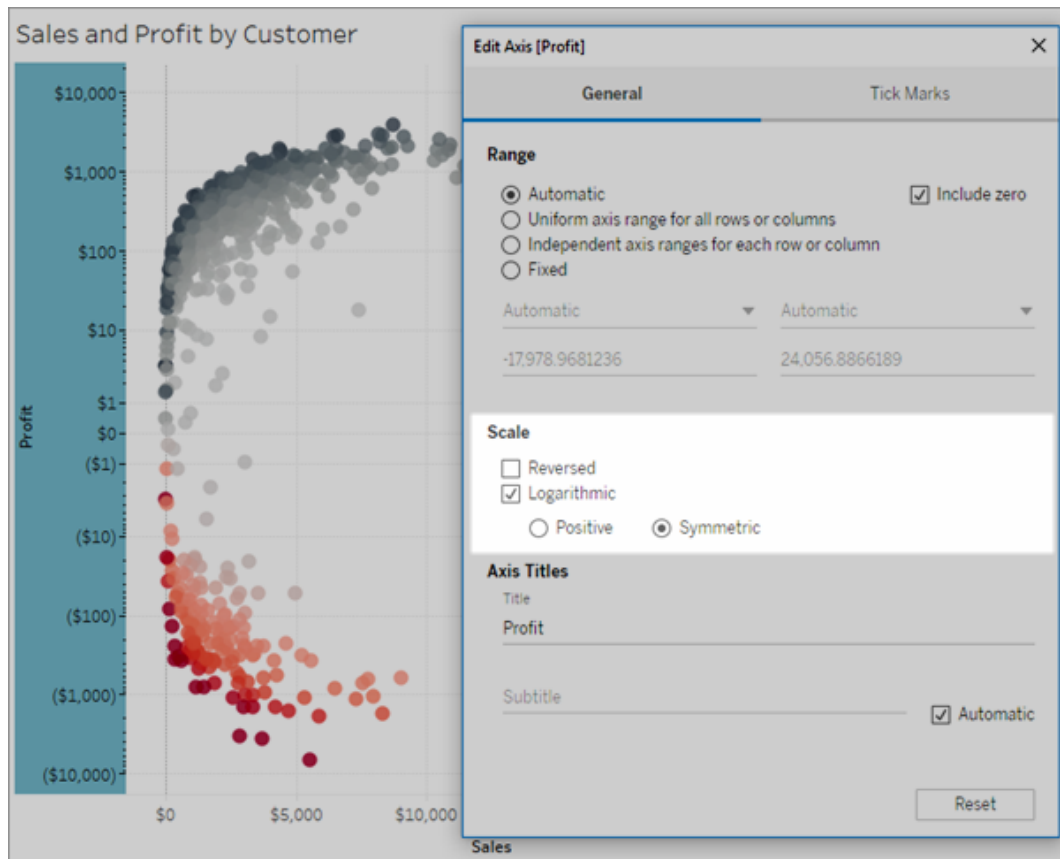 Sales and Profit by Customer
$10,000
$1,000
$100
$10
$1
$0
($1)
($10)
($100)
($1,000)
($10,000)
Profit
$0
$5,000
$10,000
Sales
Edit Axis [Profit]
General
Tick Marks
Range
Automatic
Include zero
Uniform axis range for all rows or columns
Independent axis ranges for each row or column
Fixed
Automatic
Automatic
-17,978.9681236
24,056.8866189
Scale
Reversed
Logarithmic
Positive
Symmetric
Axis Titles
Title
Profit
Subtitle
Automatic
Reset